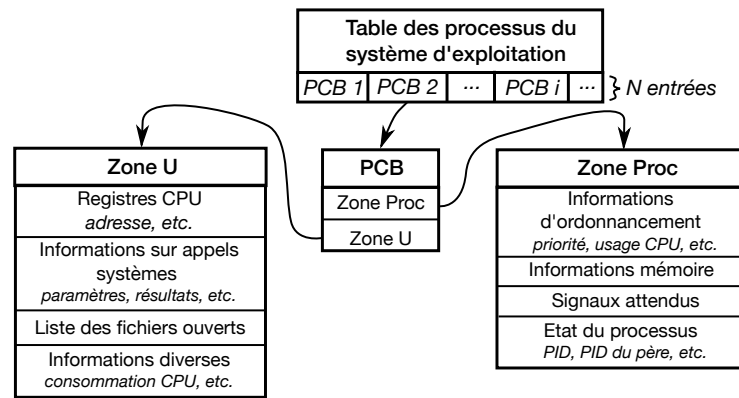 Table des processus du
système d'exploitation
PCB 1 PCB 2 ... PCB i ... N entrées
Zone U
Registres CPU
adresse, etc.
Informations sur appels
systèmes
paramètres, résultats, etc.
Liste des fichiers ouverts
Informations diverses
consommation CPU, etc.
PCB
Zone Proc
Zone U
Zone Proc
Informations
d'ordonnancement
priorité, usage CPU, etc.
Informations mémoire
Signaux attendus
Etat du processus
PID, PID du père, etc.